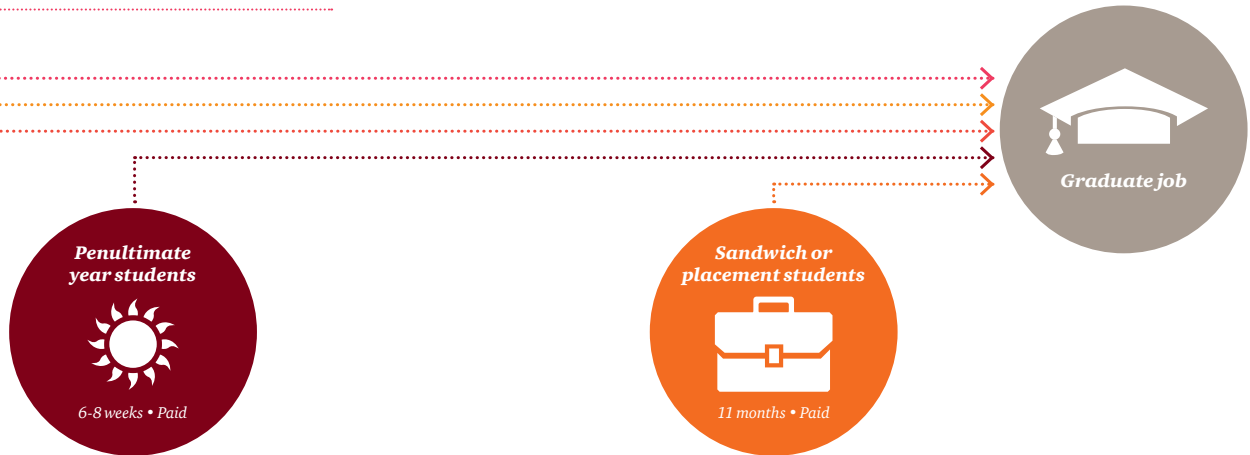 Graduate job
Penultimate
year students
6-8 weeks • Paid
Sandwich or
placement students
11 months • Paid